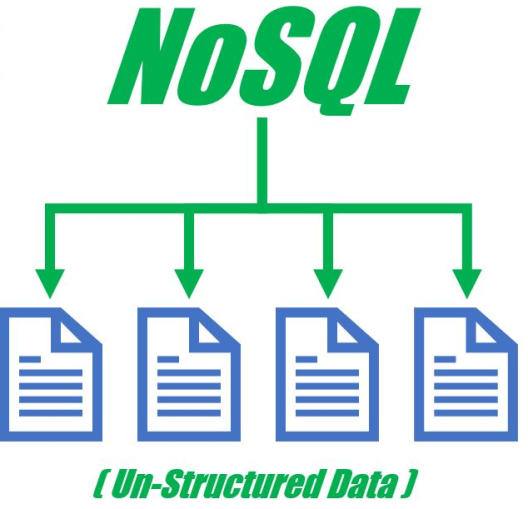 NoSQL
( Un-Structured Data )